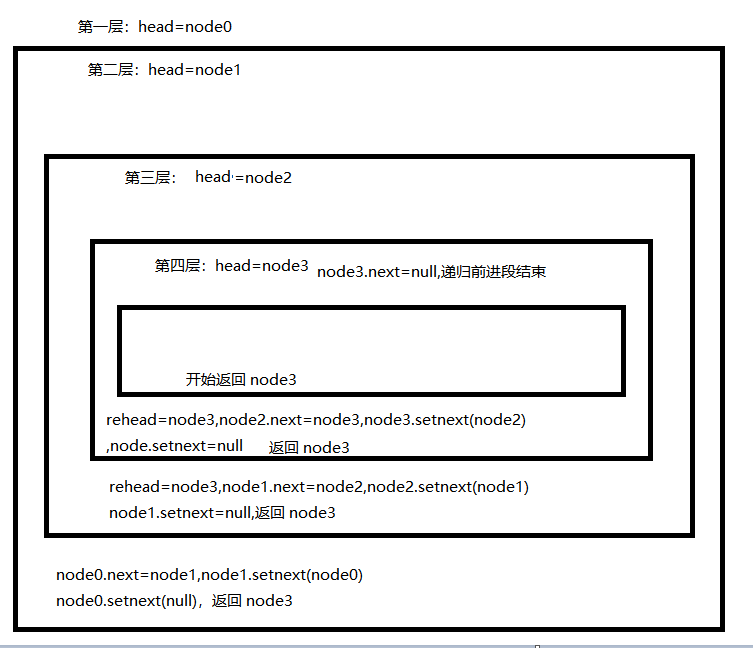 第一层：head=node0
第二层：head=node1
第三层： head=node2
第四层：head=node3 node3.next=null,递归前进段结束
开始返回 node3
rehead=node3,node2.next=node3,node3.setnext(node2)
,node.setnext=null 返回 node3
rehead=node3,node1.next=node2,node2.setnext(node1)
node1.setnext=null,返回 node3
node0.next=node1,node1.setnext(node0)
node0.setnext(null)，返回 node3